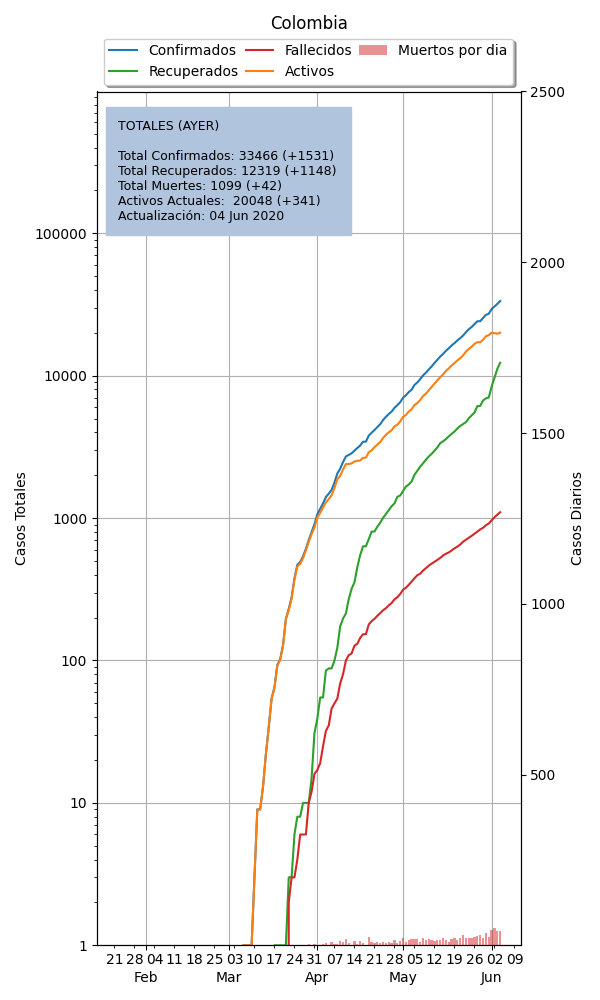 Colombia
Confirmados Fallecidos Muertos por dia
Recuperados Activos
TOTALES (AYER)
Total Confirmados: 33466 (+1531)
Total Recuperados: 12319 (+1148)
Total Muertes: 1099 (+42)
Activos Actuales:  20048 (+341)
Actualización: 04 Jun 2020
Casos Totales
100000
10000
1000
100
10
1
Casos Diarios
2500
2000
1500
1000
500
21 28 04 11 18 25 03 10 17 24 31 07 14 21 28 05 12 19 26 02 09
Feb Mar Apr May Jun